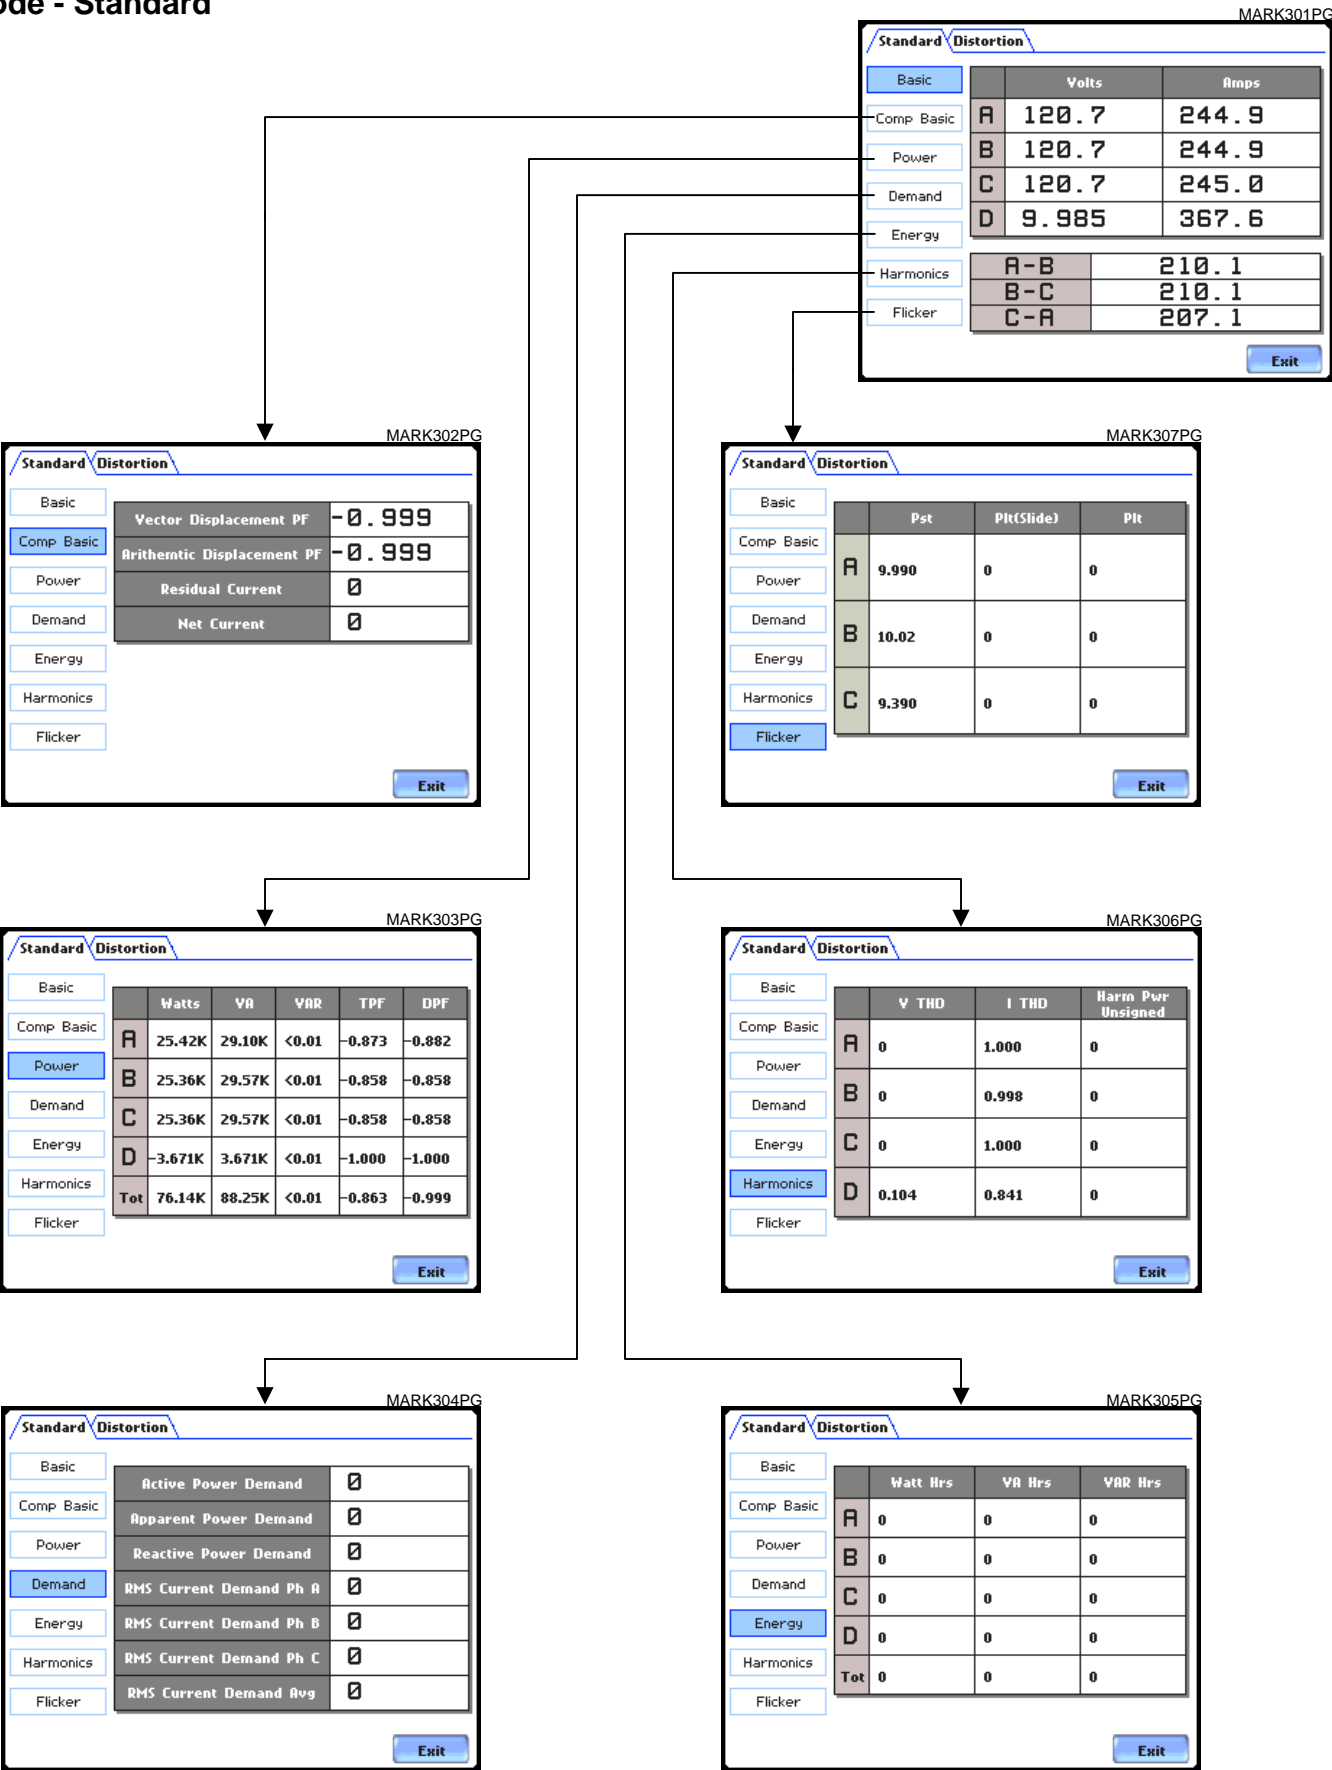 ode - Standard
MARK301PG
Standard Distortion
Basic Volts Amps
Comp Basic A 120.7 244.9
Power B 120.7 244.9
Demand C 120.7 245.0
Energy D 9.985 367.6
Harmonics A-B 210.1
B-C 210.1
Flicker C-A 207.1
Exit
MARK302PG
Standard Distortion
Basic
Comp Basic
Power
Demand
Energy
Harmonics
Flicker
Vector Displacement PF -0.999
Arithemtic Displacement PF -0.999
Residual Current 0
Net Current 0
Exit
MARK307PG
Standard Distortion
Basic
Comp Basic
Power
Demand
Energy
Harmonics
Flicker
Pst Plt(Slide) Plt
A 9.990 0 0
B 10.02 0 0
C 9.390 0 0
Exit
MARK303PG
Standard Distortion
Basic
Comp Basic
Power
Demand
Energy
Harmonics
Flicker
Watts VA VAR TPF DPF
A 25.42K 29.10K <0.01 -0.873 -0.882
B 25.36K 29.57K <0.01 -0.858 -0.858
C 25.36K 29.57K <0.01 -0.858 -0.858
D -3.671K 3.671K <0.01 -1.000 -1.000
Tot 76.14K 88.25K <0.01 -0.863 -0.999
Exit
MARK306PG
Standard Distortion
Basic
Comp Basic
Power
Demand
Energy
Harmonics
Flicker
V THD I THD Harm Pwr
Unsigned
A 0 1.000 0
B 0 0.998 0
C 0 1.000 0
D 0.104 0.841 0
Exit
MARK304PG
Standard Distortion
Basic
Comp Basic
Power
Demand
Energy
Harmonics
Flicker
Active Power Demand 0
Apparent Power Demand 0
Reactive Power Demand 0
RMS Current Demand Ph A 0
RMS Current Demand Ph B 0
RMS Current Demand Ph C 0
RMS Current Demand Avg 0
Exit
MARK305PG
Standard Distortion
Basic
Comp Basic
Power
Demand
Energy
Harmonics
Flicker
Watt Hrs VA Hrs VAR Hrs
A 0 0 0
B 0 0 0
C 0 0 0
D 0 0 0
Tot 0 0 0
Exit